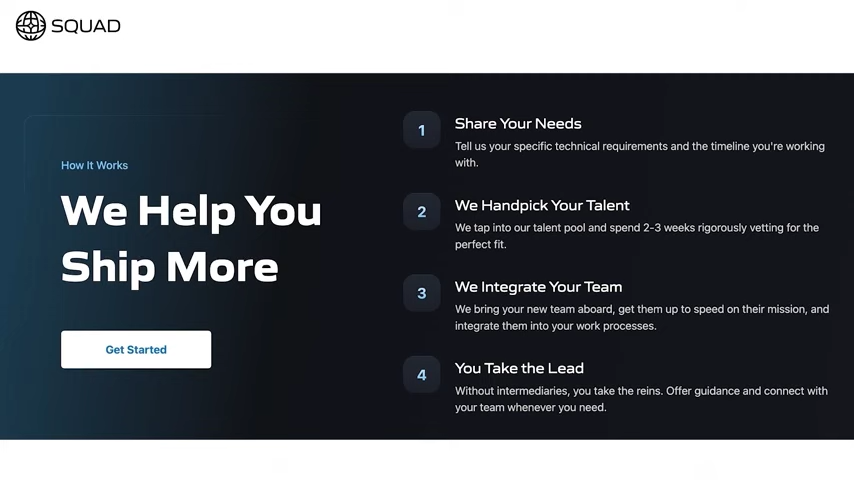 SQUAD
How It Works
We Help You
Ship More
Get Started
1
Share Your Needs
Tell us your specific technical requirements and the timeline you're working
with.
2
We Handpick Your Talent
We tap into our talent pool and spend 2-3 weeks rigorously vetting for the
perfect fit.
3
We Integrate Your Team
We bring your new team aboard, get them up to speed on their mission, and
integrate them into your work processes.
4
You Take the Lead
Without intermediaries, you take the reins. Offer guidance and connect with
your team whenever you need.